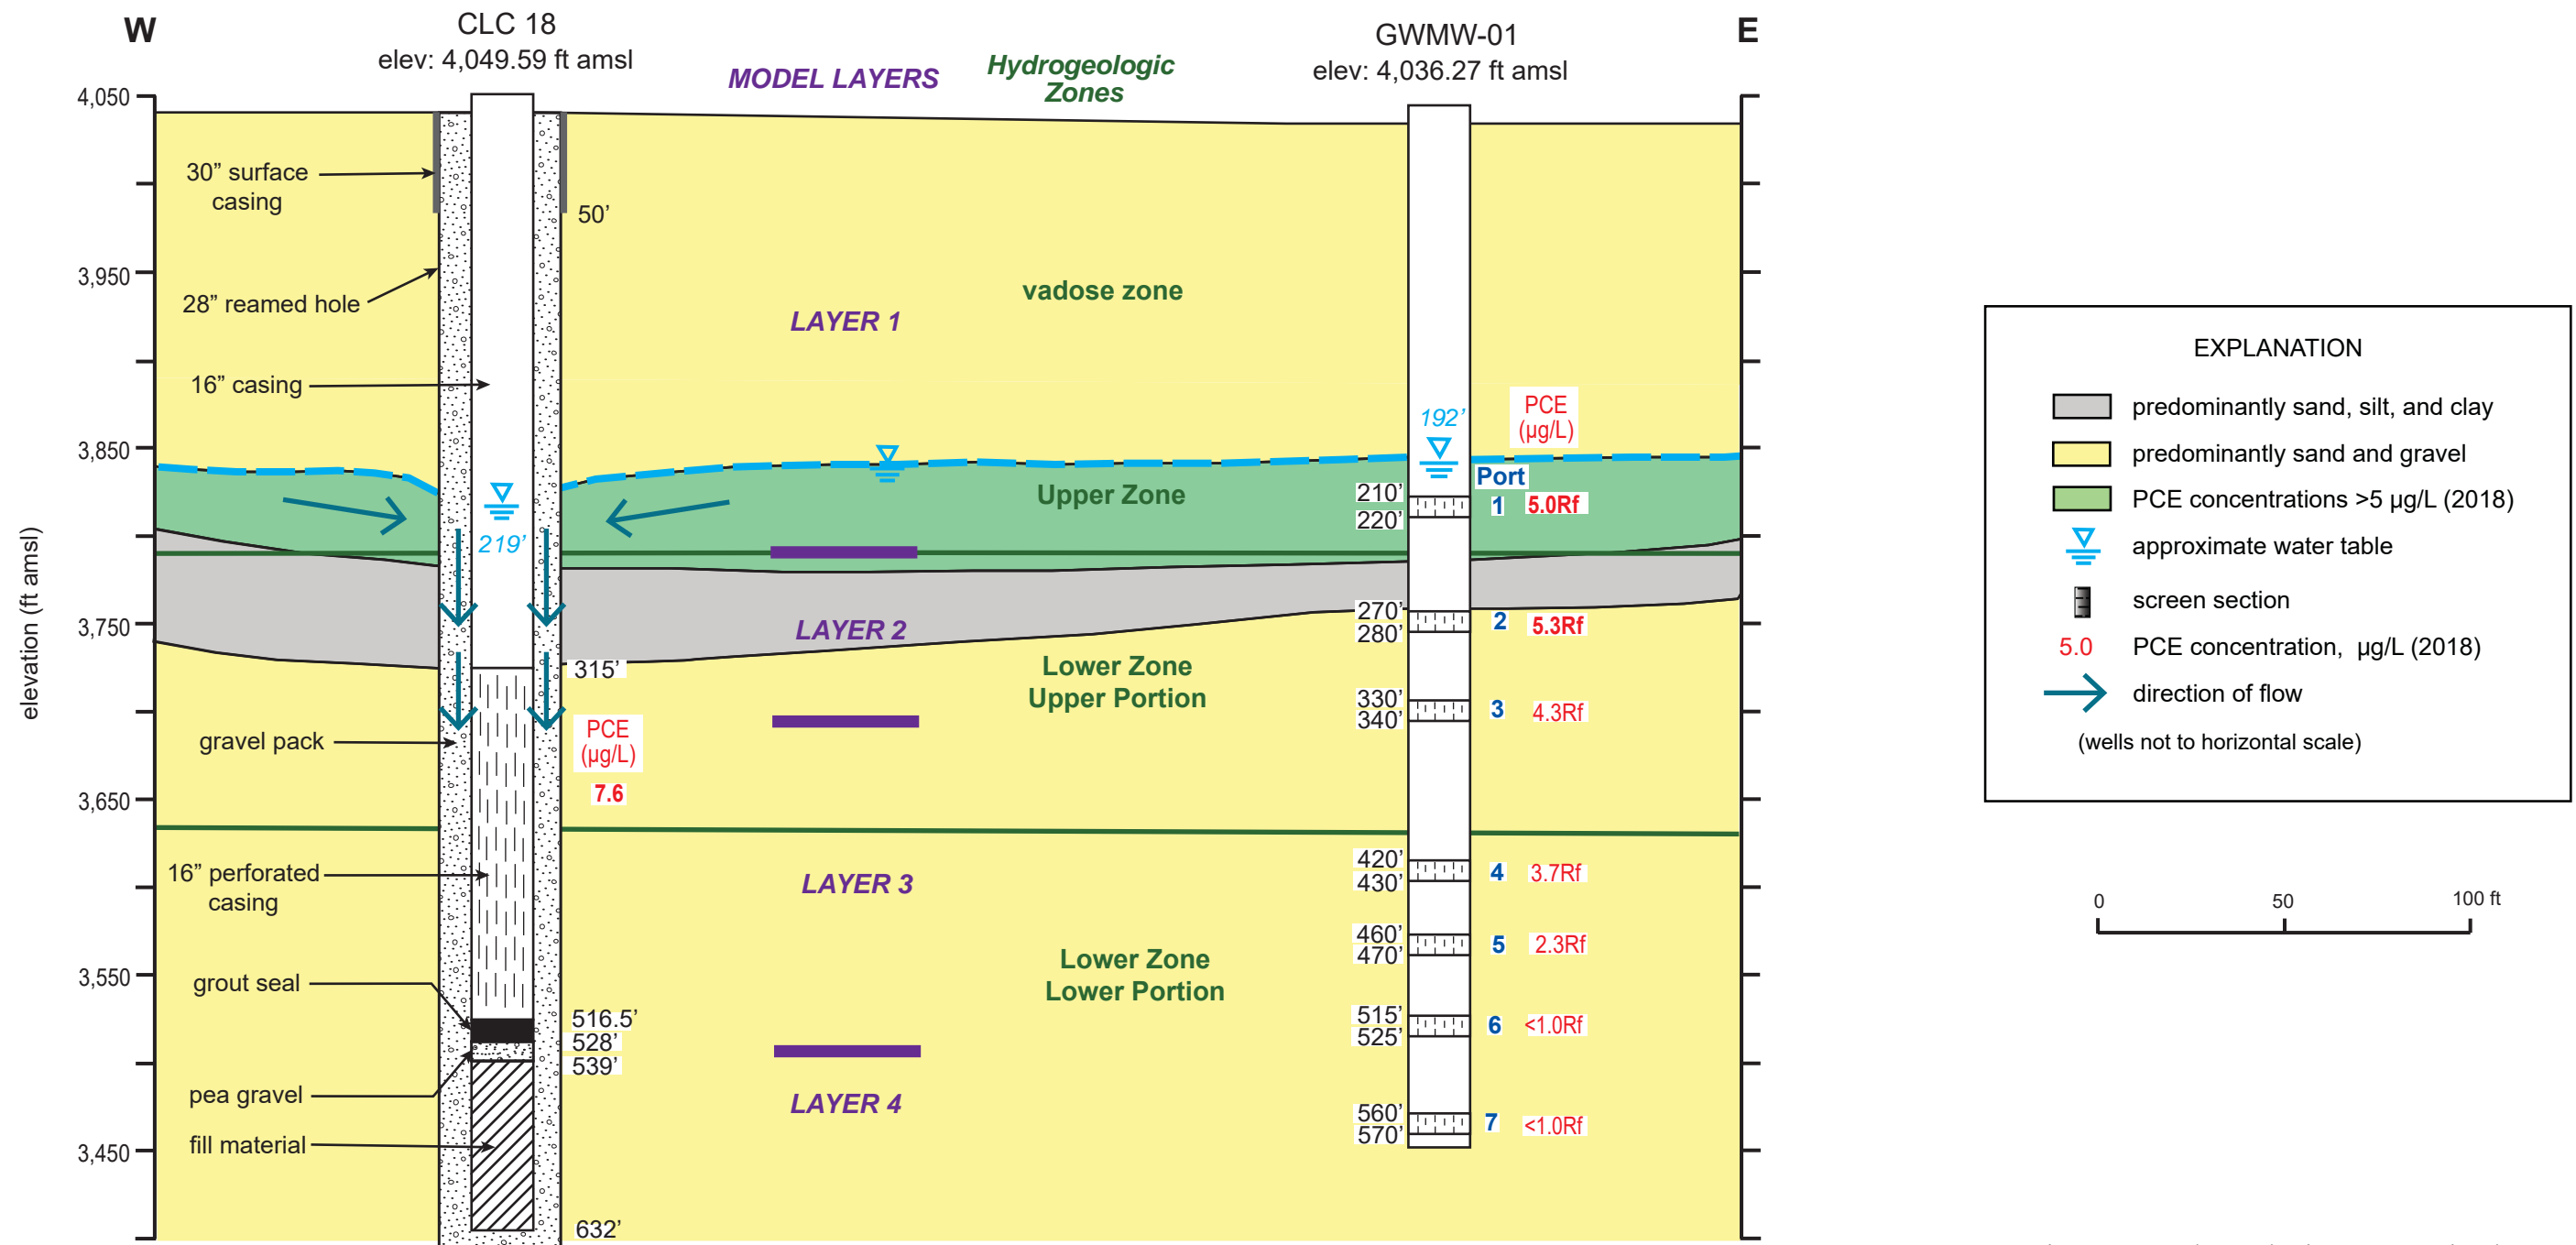 W
CLC 18
elev: 4,049.59 ft amsl
MODEL LAYERS
Hydrogeologic
Zones
GWMW-01
elev: 4,036.27 ft amsl
E
elevation (ft amsl)
4,050
3,950
3,850
3,750
3,650
3,550
3,450
30” surface
casing
28” reamed hole
16” casing
gravel pack
16” perforated
casing
grout seal
pea gravel
fill material
50’
219’
315’
PCE
(µg/L)
7.6
516.5’
528’
539’
632’
LAYER 1
LAYER 2
LAYER 3
LAYER 4
vadose zone
Upper Zone
Lower Zone
Upper Portion
Lower Zone
Lower Portion
192’
PCE
(µg/L)
Port
210’
220’
1 5.0Rf
270’
280’
2 5.3Rf
330’
340’
3 4.3Rf
420’
430’
4 3.7Rf
460’
470’
5 2.3Rf
515’
525’
6 <1.0Rf
560’
570’
7 <1.0Rf
EXPLANATION
predominantly sand, silt, and clay
predominantly sand and gravel
PCE concentrations >5 µg/L (2018)
approximate water table
screen section
5.0 PCE concentration, µg/L (2018)
direction of flow
(wells not to horizontal scale)
0 50 100 ft